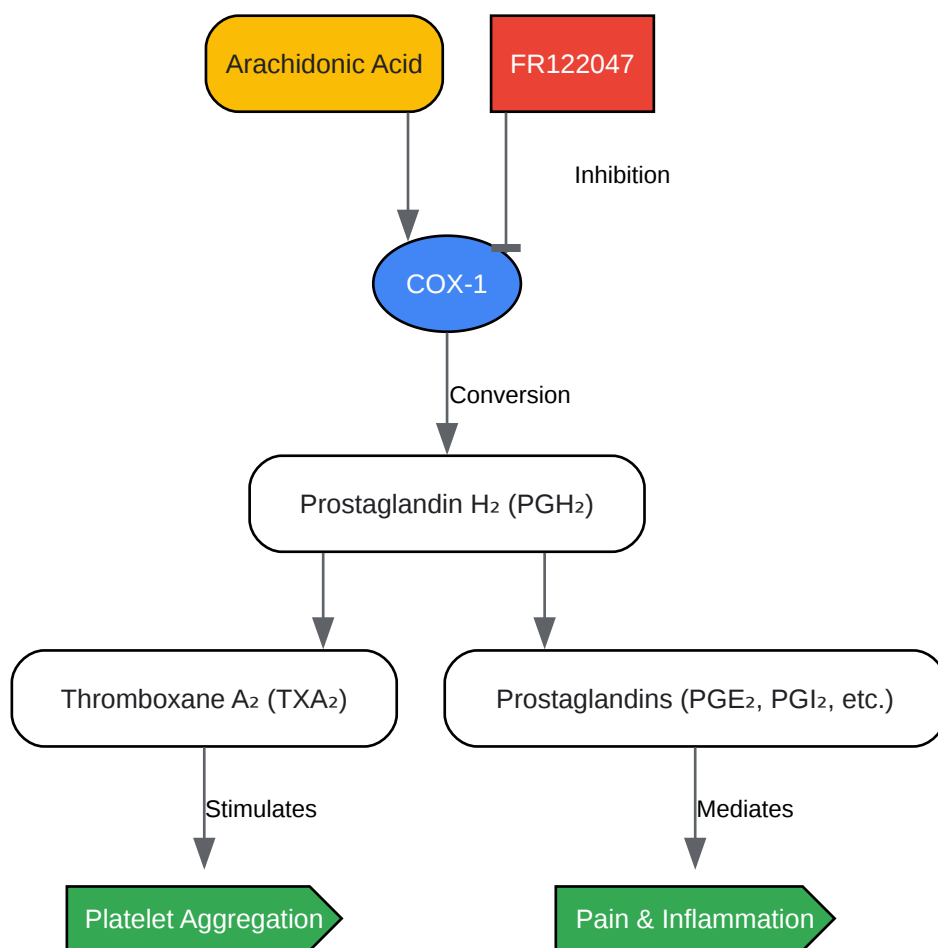 Arachidonic Acid
FR122047
Inhibition
COX-1
Conversion
Prostaglandin H₂ (PGH₂)
Thromboxane A₂ (TXA₂)
Prostaglandins (PGE₂, PGI₂, etc.)
Stimulates
Mediates
Platelet Aggregation
Pain & Inflammation